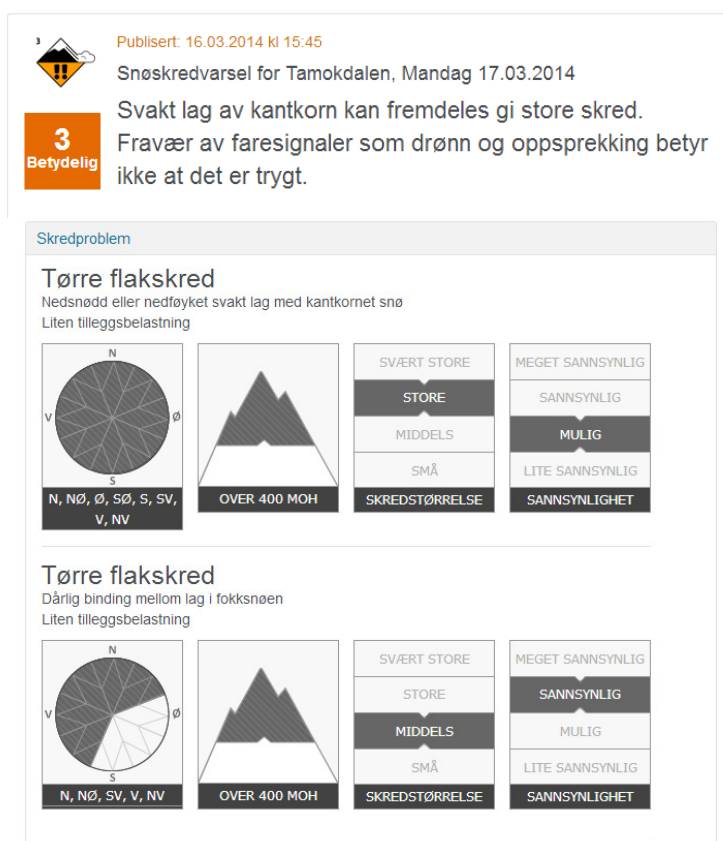 3
Publisert: 16.03.2014 kl 15:45
Snøskredvarsel for Tamokdalen, Mandag 17.03.2014
3
Betydelig
Svakt lag av kantkorn kan fremdeles gi store skred.
Fravær av faresignaler som drønn og oppsprekking betyr
ikke at det er trygt.
Skredproblem
Tørre flakskred
Nedsnødd eller nedføyket svakt lag med kantkornet snø
Liten tilleggsbelastning
N
V
Ø
S
N, NØ, Ø, SØ, S, SV,
V, NV
OVER 400 MOH
SVÆRT STORE
STORE
MIDDELS
SMÅ
SKREDSTØRRELSE
MEGET SANNSYNLIG
SANNSYNLIG
MULIG
LITE SANNSYNLIG
SANNSYNLIGHET
Tørre flakskred
Dårlig binding mellom lag i fokksnøen
Liten tilleggsbelastning
N
V
Ø
S
N, NØ, SV, V, NV
OVER 400 MOH
SVÆRT STORE
STORE
MIDDELS
SMÅ
SKREDSTØRRELSE
MEGET SANNSYNLIG
SANNSYNLIG
MULIG
LITE SANNSYNLIG
SANNSYNLIGHET